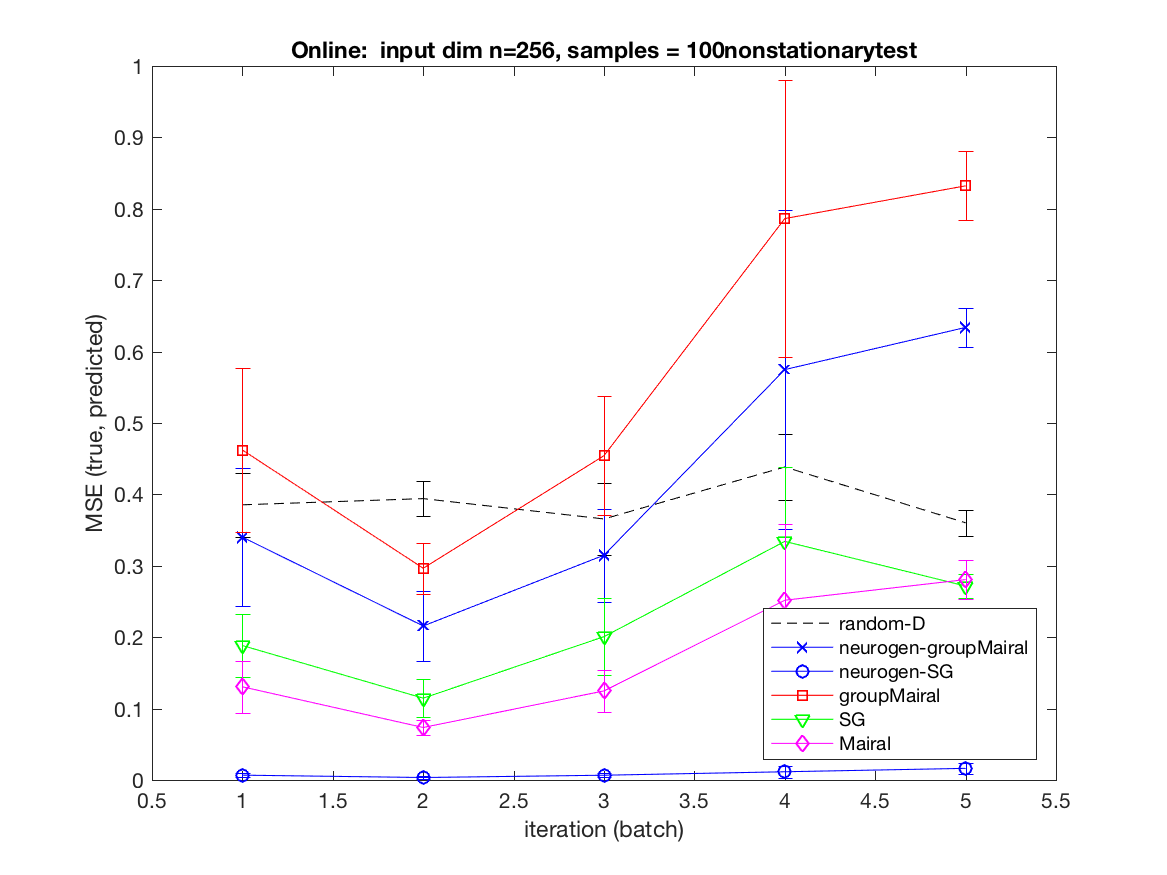 Online:  input dim n=256, samples = 100nonstationarytest
1
0.9
0.8
0.7
0.6
0.5
0.4
0.3
0.2
0.1
0
MSE (true, predicted)
random-D
neurogen-groupMairal
neurogen-SG
groupMairal
SG
Mairal
0.5 1 1.5 2 2.5 3 3.5 4 4.5 5 5.5
iteration (batch)